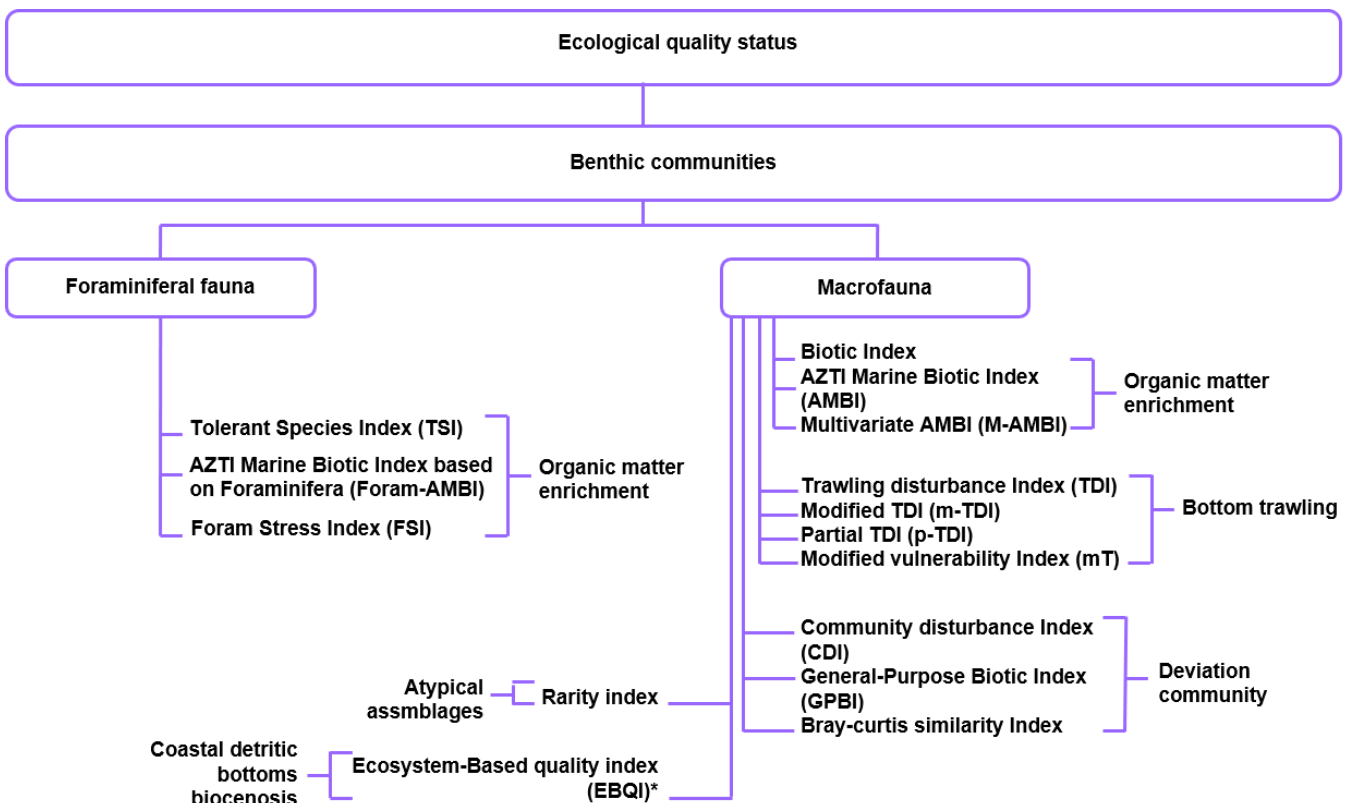 Ecological quality status
Benthic communities
Foraminiferal fauna
Macrofauna
Tolerant Species Index (TSI)
AZTI Marine Biotic Index based
on Foraminifera (Foram-AMBI)
Foram Stress Index (FSI)
Organic matter
enrichment
Biotic Index
AZTI Marine Biotic Index
(AMBI)
Multivariate AMBI (M-AMBI)
Organic matter
enrichment
Trawling disturbance Index (TDI)
Modified TDI (m-TDI)
Partial TDI (p-TDI)
Modified vulnerability Index (mT)
Bottom trawling
Community disturbance Index
(CDI)
General-Purpose Biotic Index
(GPBI)
Bray-curtis similarity Index
Deviation
community
Atypical
assmblages
Rarity index
Coastal detritic
bottoms
biocenosis
Ecosystem-Based quality index
(EBQI)*